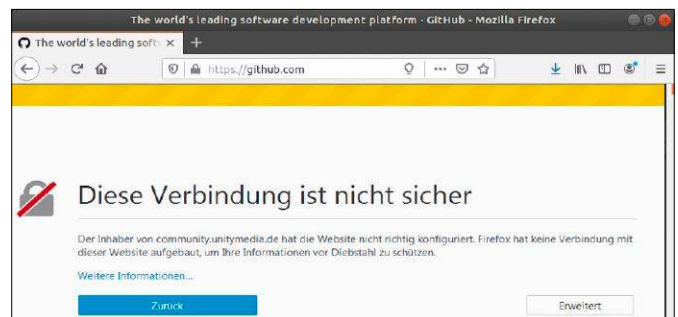 The world's leading software development platform · GitHub - Mozilla Firefox
The world's leading soft
https://github.com
Diese Verbindung ist nicht sicher
Der Inhaber von community.unitymedia.de hat die Website nicht richtig konfiguriert. Firefox hat keine Verbindung mit
dieser Website aufgebaut, um Ihre Informationen vor Diebstahl zu schützen.
Weitere Informationen...
Zurück
Erweitert